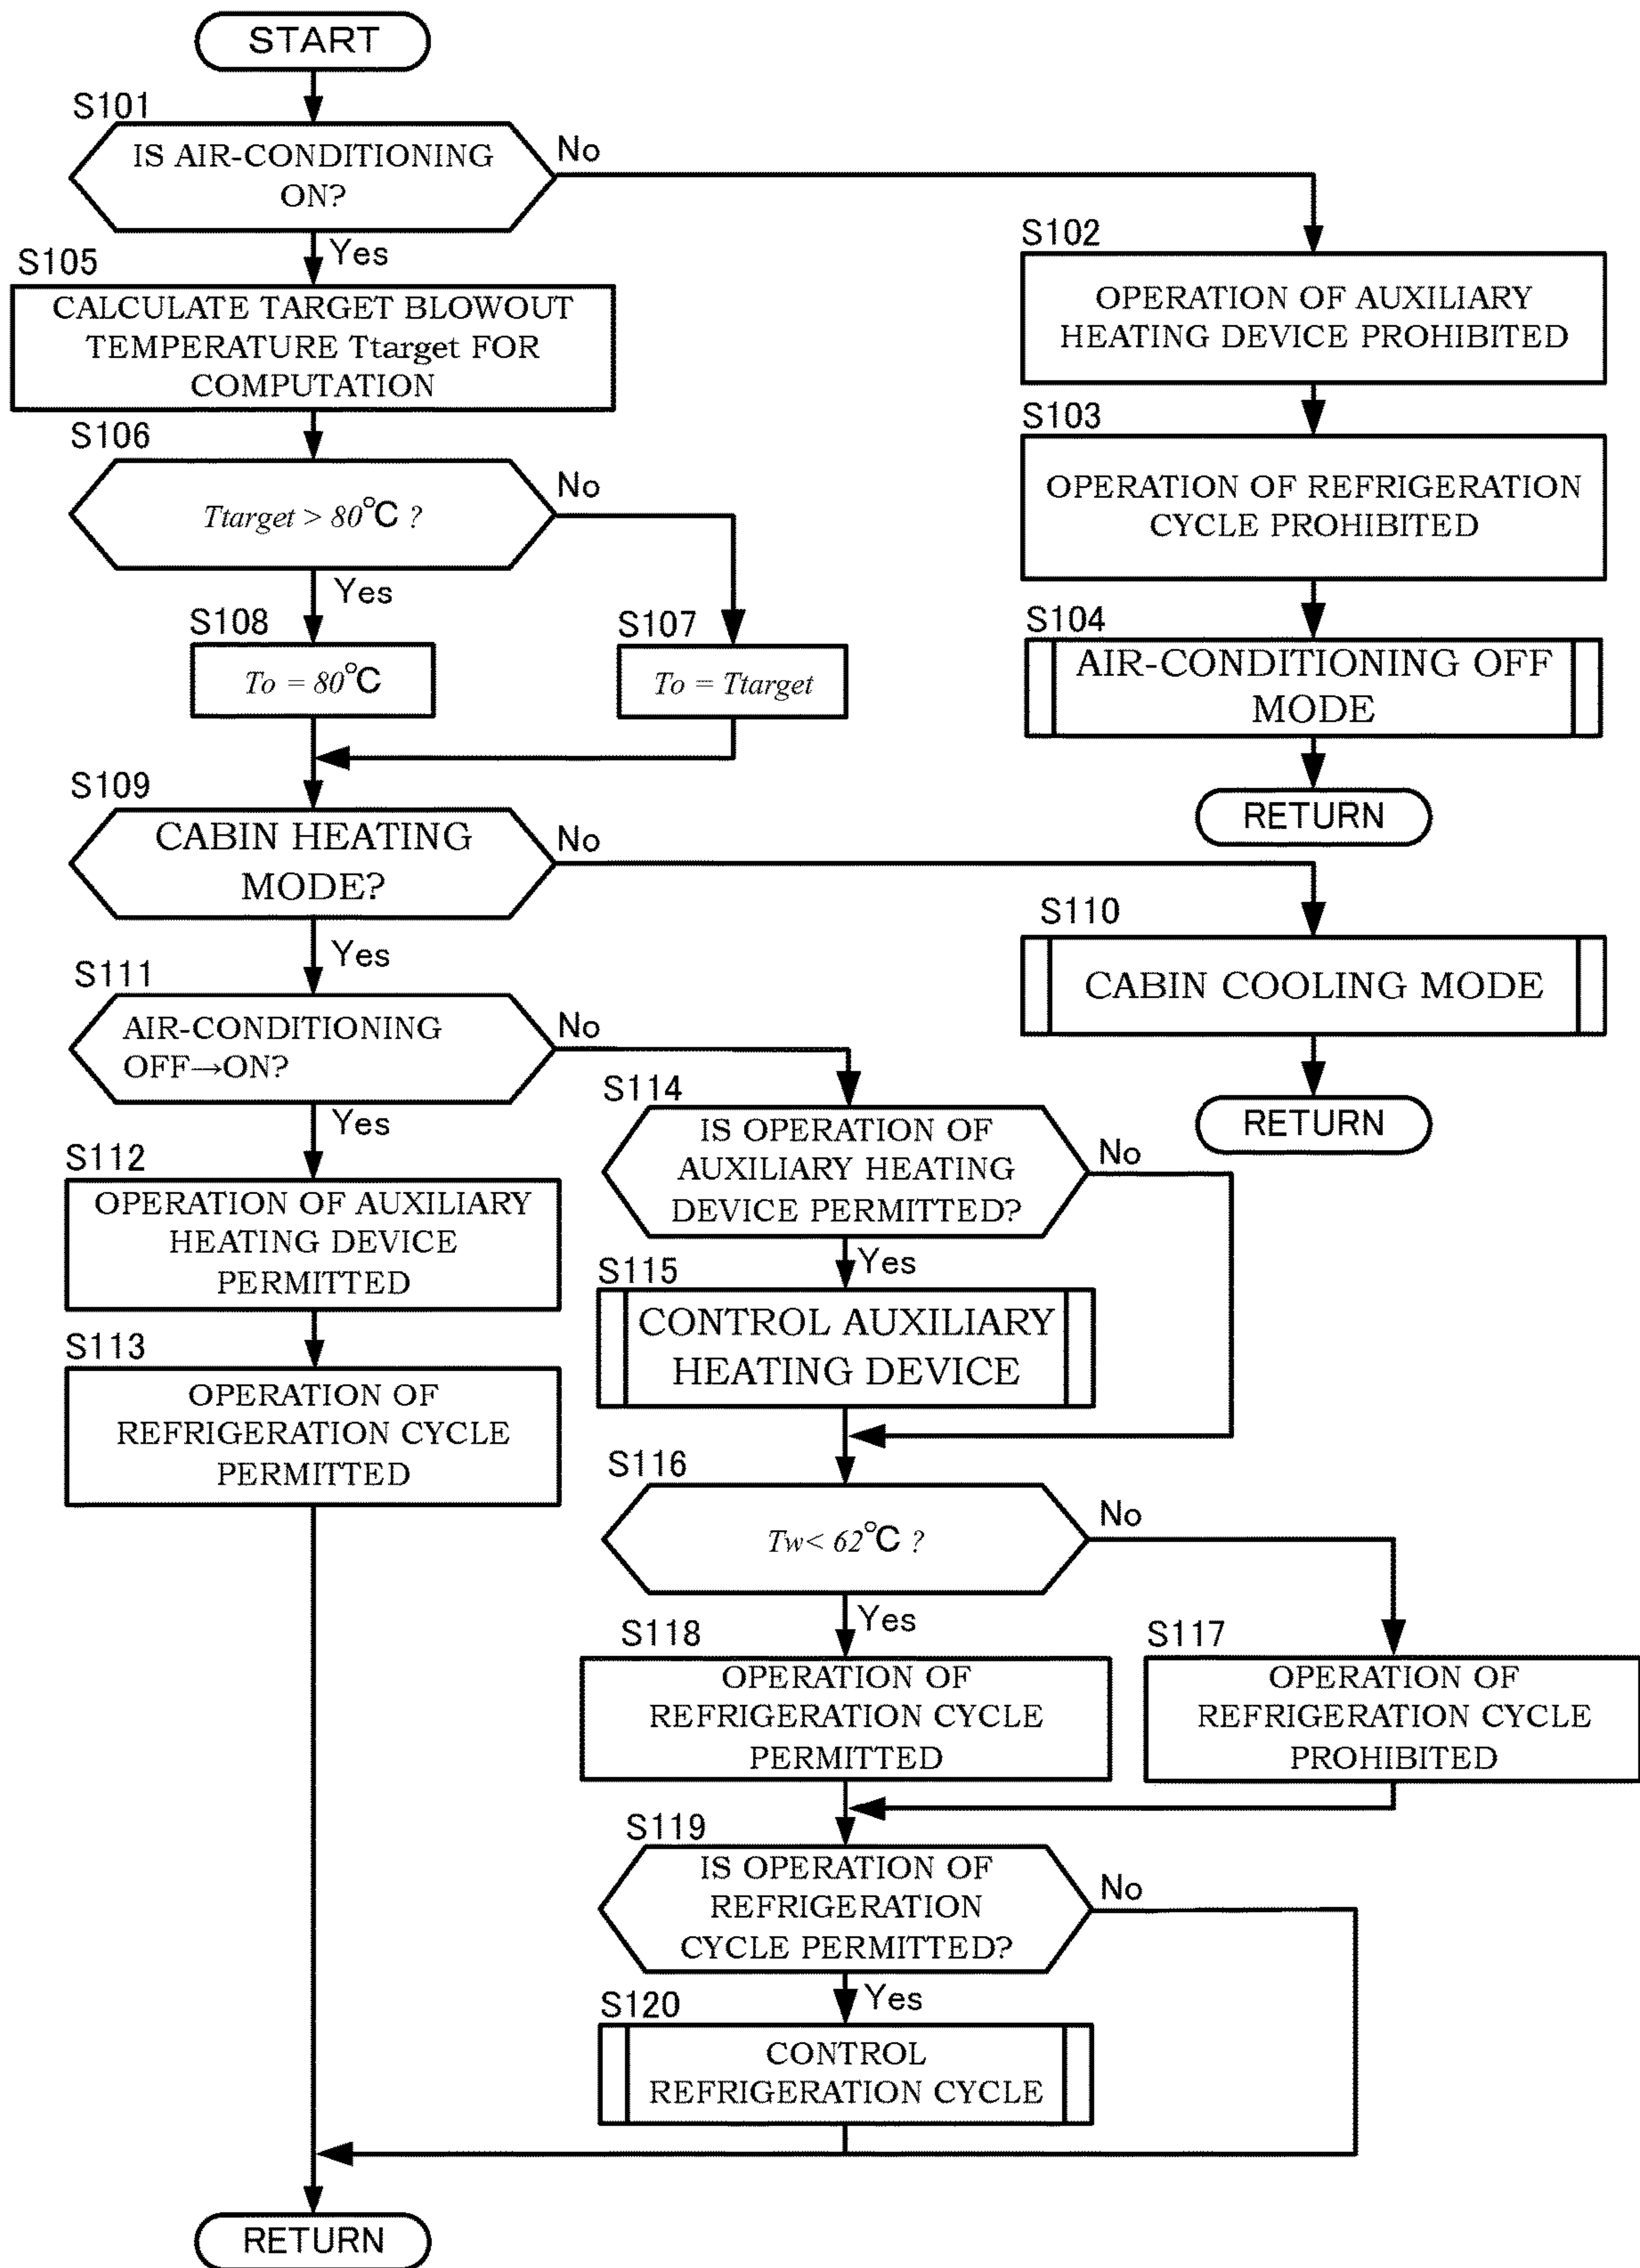 START
S101
IS AIR-CONDITIONING
ON?
No
Yes
S102
OPERATION OF AUXILIARY
HEATING DEVICE PROHIBITED
S103
OPERATION OF REFRIGERATION
CYCLE PROHIBITED
S104
AIR-CONDITIONING OFF
MODE
RETURN
S105
CALCULATE TARGET BLOWOUT
TEMPERATURE Ttarget FOR
COMPUTATION
S106
Ttarget > 80°C ?
No
Yes
S108
To = 80°C
S107
To = Ttarget
S109
CABIN HEATING
MODE?
No
Yes
S110
CABIN COOLING MODE
RETURN
S111
AIR-CONDITIONING
OFF→ON?
No
Yes
S112
OPERATION OF AUXILIARY
HEATING DEVICE
PERMITTED
S113
OPERATION OF
REFRIGERATION CYCLE
PERMITTED
S114
IS OPERATION OF
AUXILIARY HEATING
DEVICE PERMITTED?
No
Yes
S115
CONTROL AUXILIARY
HEATING DEVICE
S116
Tw< 62°C ?
No
Yes
S118
OPERATION OF
REFRIGERATION CYCLE
PERMITTED
S117
OPERATION OF
REFRIGERATION CYCLE
PROHIBITED
S119
IS OPERATION OF
REFRIGERATION
CYCLE PERMITTED?
No
Yes
S120
CONTROL
REFRIGERATION CYCLE
RETURN